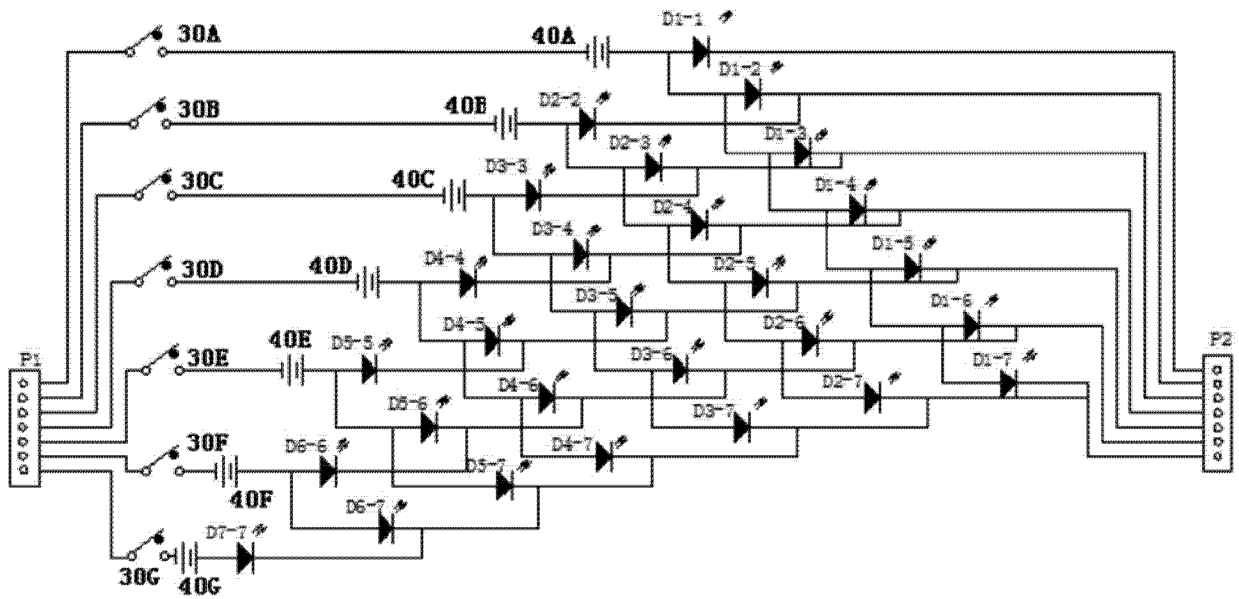 D1-1
30A
40A
D1-2
30B
40B
D2-2
D1-3
D2-3
30C
40C
D3-3
D1-4
D2-4
D3-4
D1-5
30D
40D
D4-4
D2-5
D3-5
D1-6
D4-5
D2-6
40E
D5-5
P1
30E
D3-6
D1-7
P2
D4-6
D2-7
D5-6
D3-7
30F
D6-6
D4-7
D5-7
40F
D6-7
D7-7
30G
40G